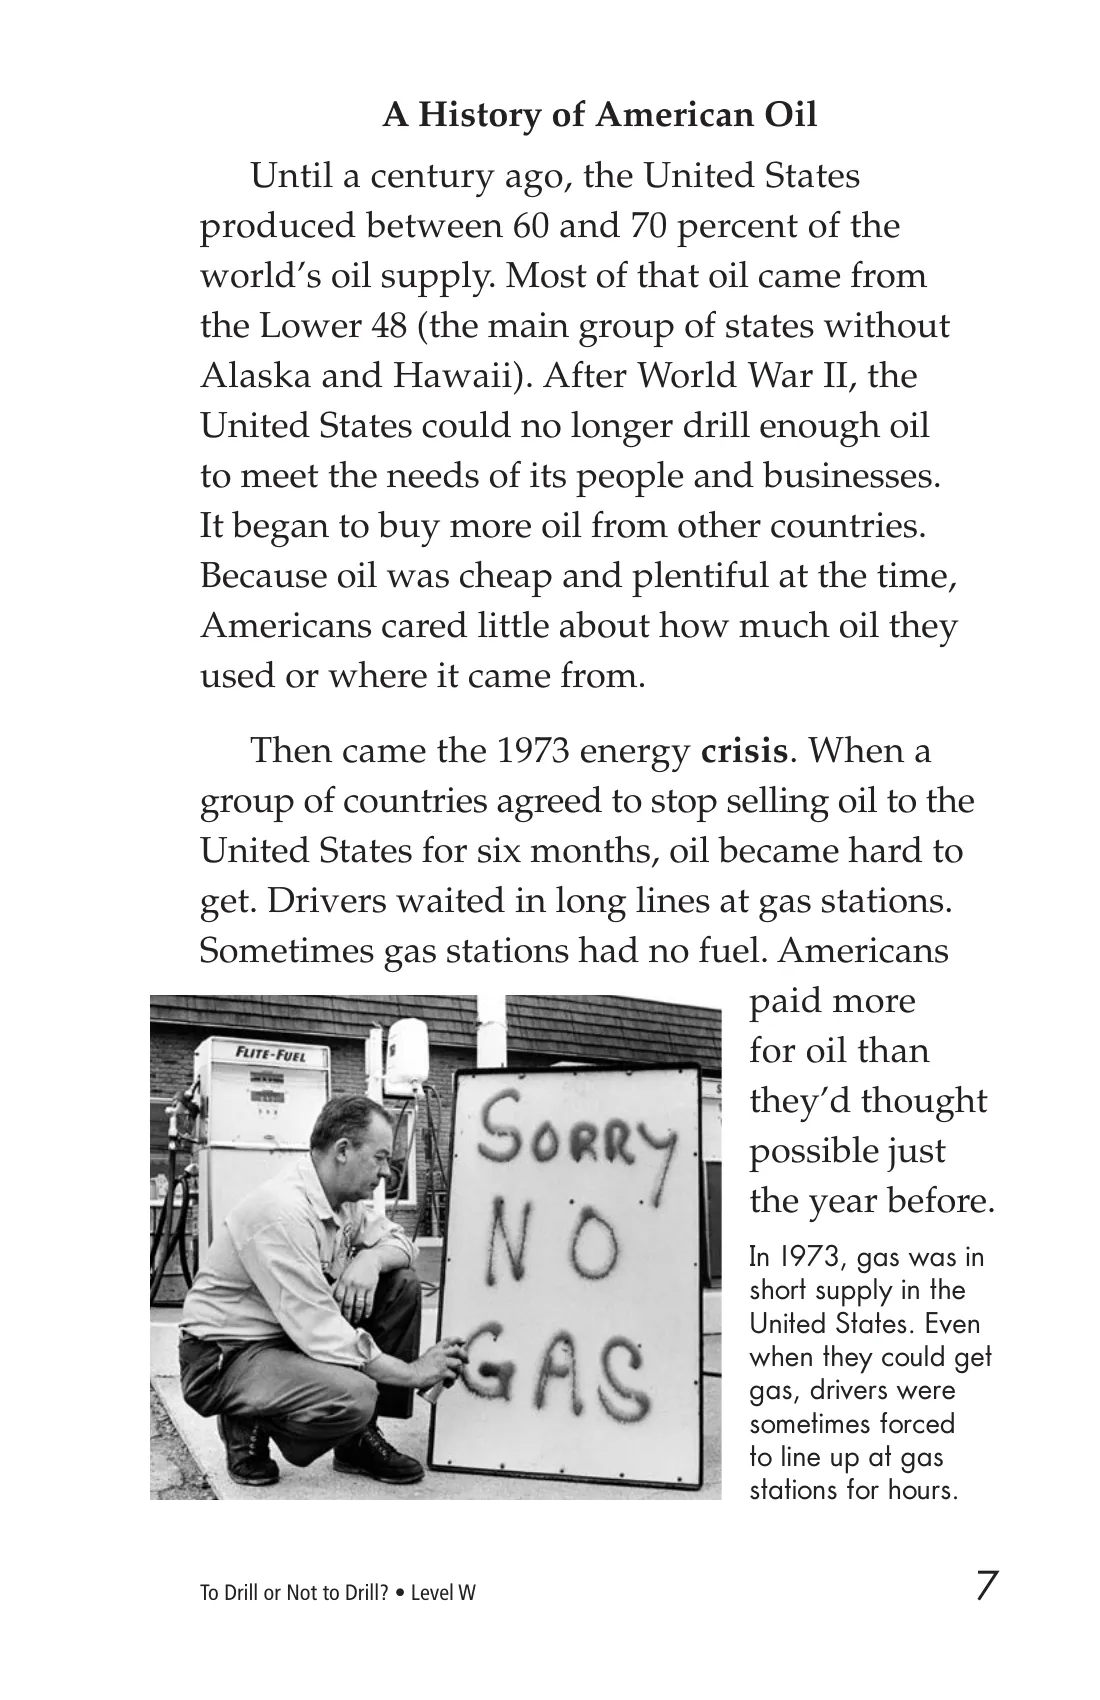 A History of American Oil
Until a century ago, the United States
produced between 60 and 70 percent of the
world's oil supply. Most of that oil came from
the Lower 48 (the main group of states without
Alaska and Hawaii). After World War II, the
United States could no longer drill enough oil
to meet the needs of its people and businesses.
It began to buy more oil from other countries.
Because oil was cheap and plentiful at the time,
Americans cared little about how much oil they
used or where it came from.
Then came the 1973 energy crisis. When a
group of countries agreed to stop selling oil to the
United States for six months, oil became hard to
get. Drivers waited in long lines at gas stations.
Sometimes gas stations had no fuel. Americans
paid more
for oil than
they'd thought
possible just
the year before.
FLITE-FUEL
SORRY
NO
GAS
In 1973, gas was in
short supply in the
United States. Even
when they could get
gas, drivers were
sometimes forced
to line up at gas
stations for hours.
To Drill or Not to Drill? • Level W
7